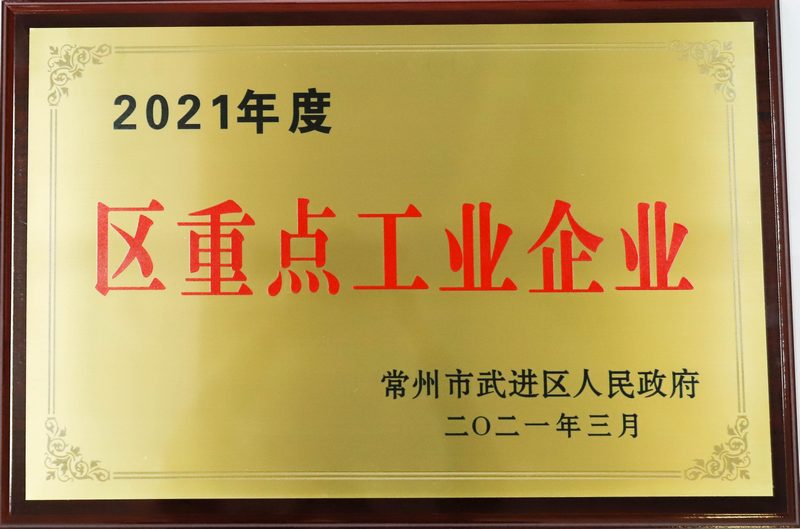 2021年度
区重点工业企业
常州市武进区人民政府
二〇二一年三月